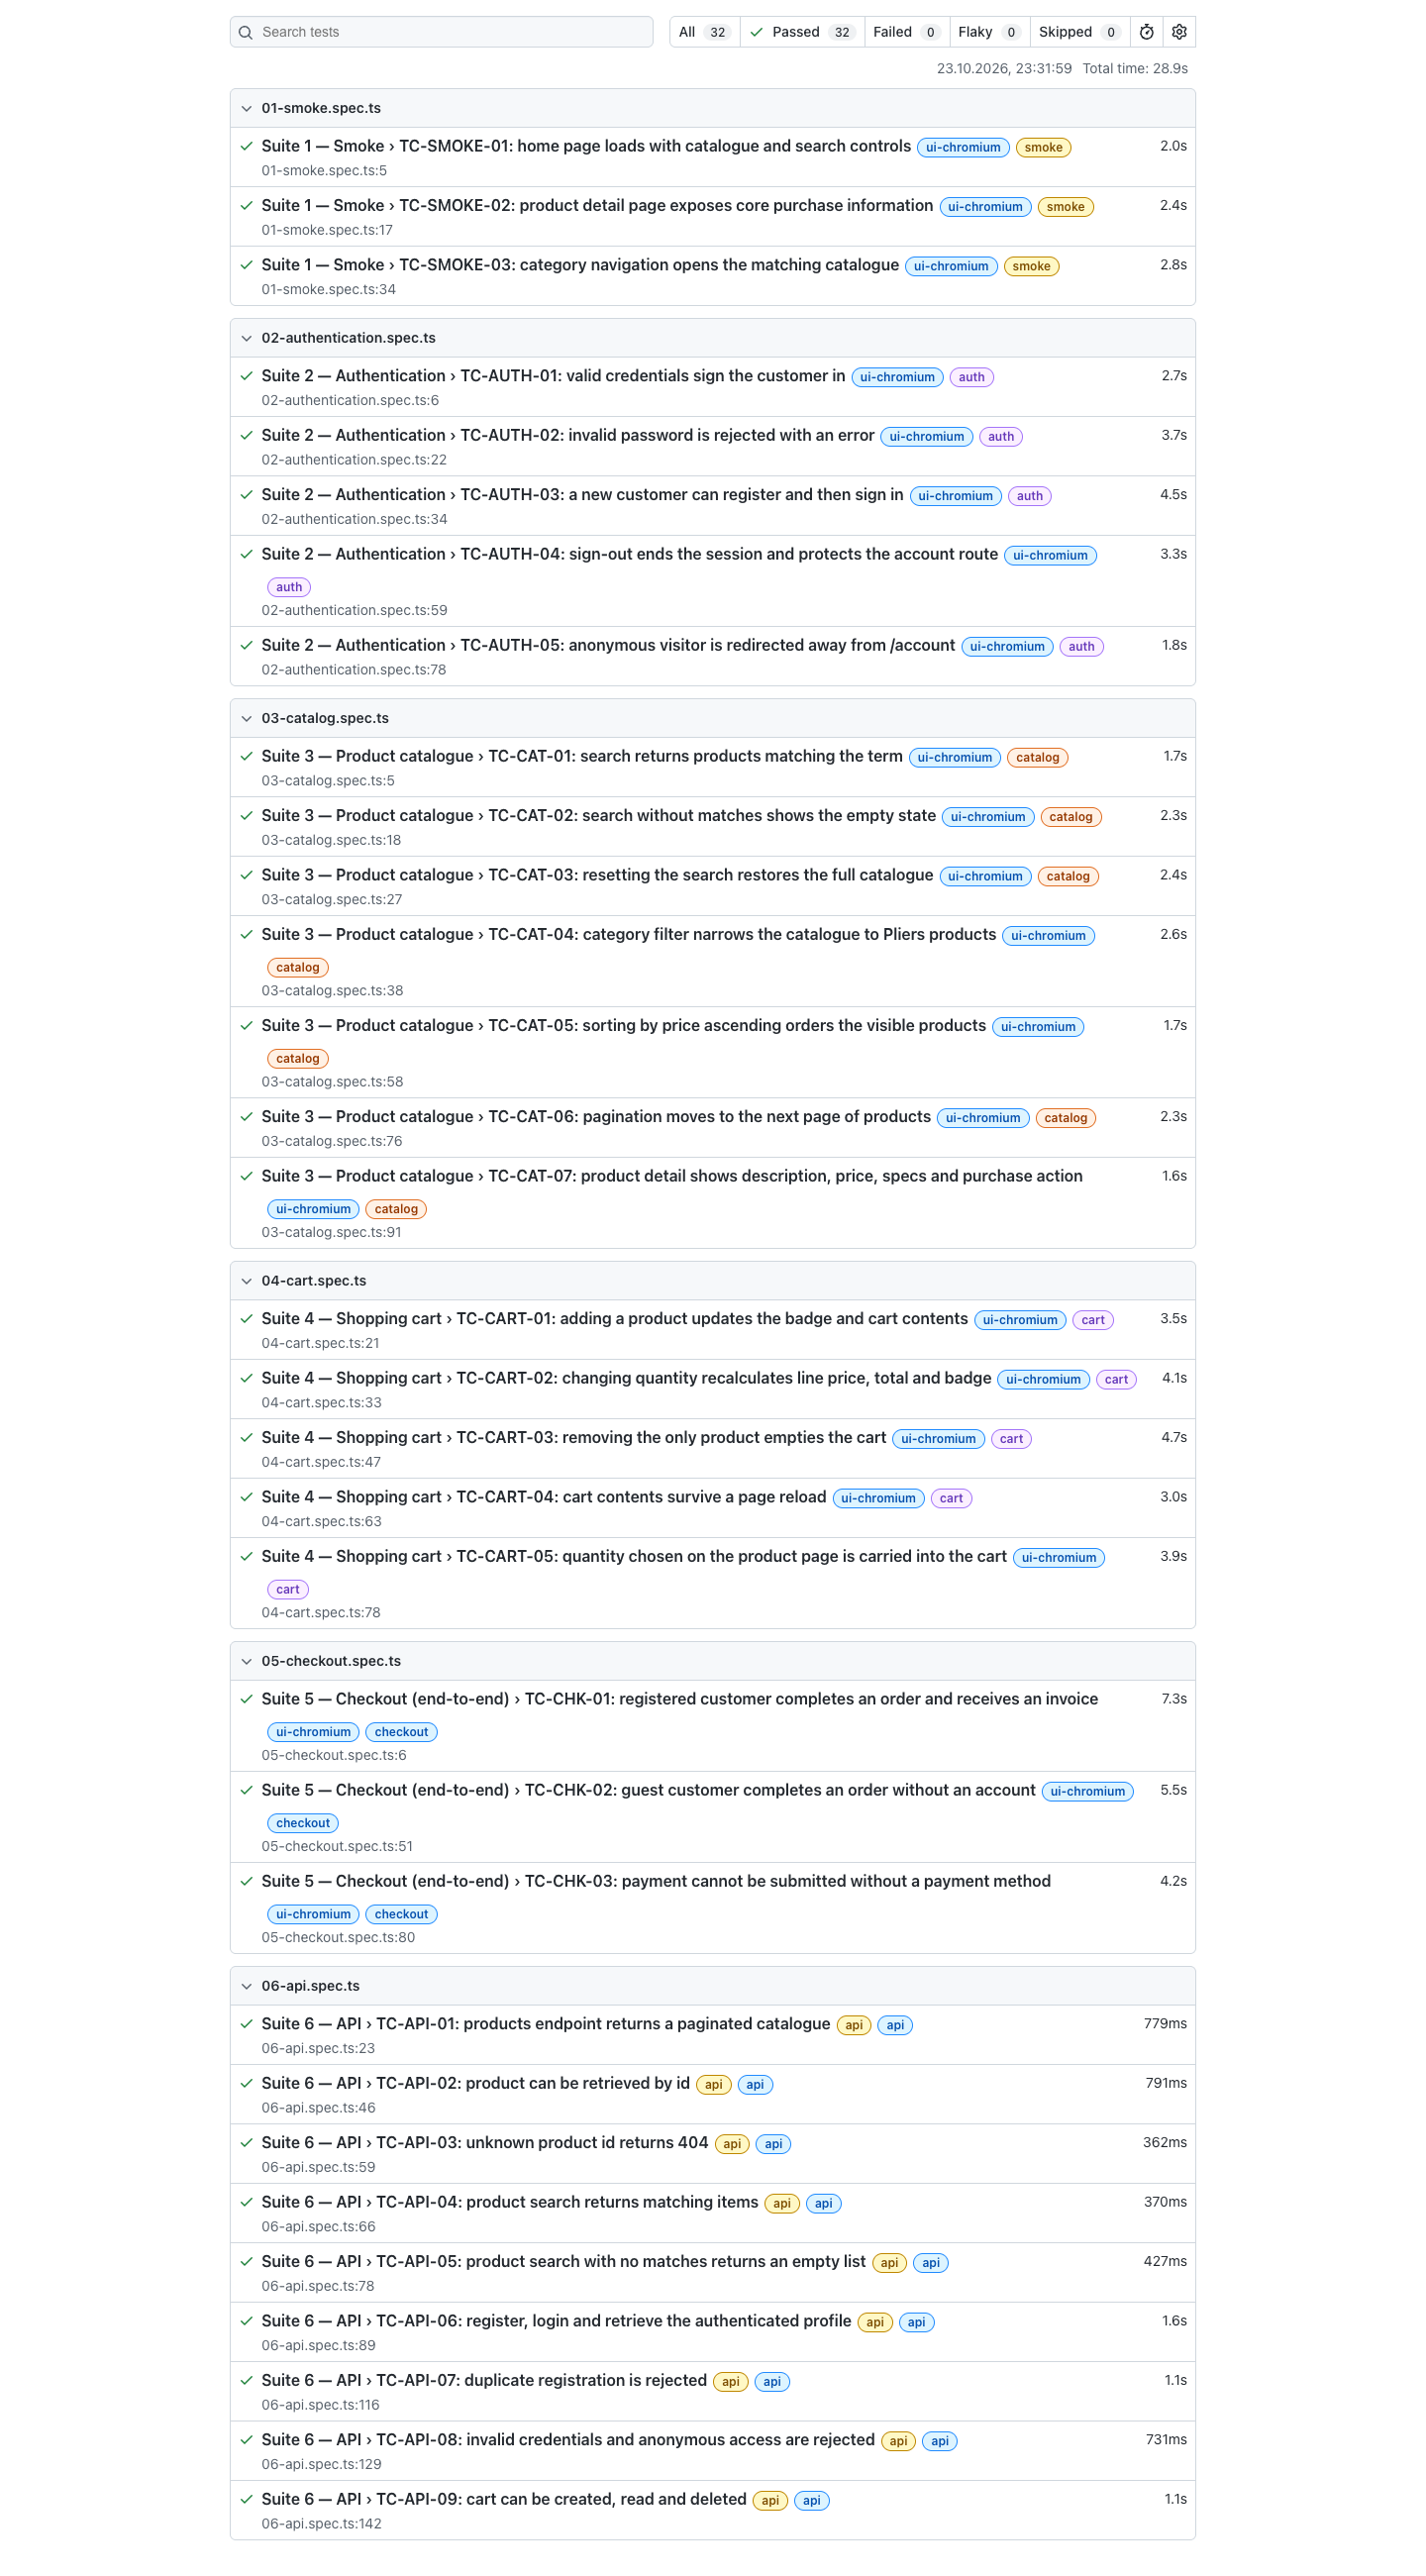 Search tests
All 32 Passed 32 Failed 0 Flaky 0 Skipped 0
23.10.2026, 23:31:59 Total time: 28.9s
01-smoke.spec.ts
Suite 1 — Smoke › TC-SMOKE-01: home page loads with catalogue and search controls ui-chromium smoke 2.0s
01-smoke.spec.ts:5
Suite 1 — Smoke › TC-SMOKE-02: product detail page exposes core purchase information ui-chromium smoke 2.4s
01-smoke.spec.ts:17
Suite 1 — Smoke › TC-SMOKE-03: category navigation opens the matching catalogue ui-chromium smoke 2.8s
01-smoke.spec.ts:34
02-authentication.spec.ts
Suite 2 — Authentication › TC-AUTH-01: valid credentials sign the customer in ui-chromium auth 2.7s
02-authentication.spec.ts:6
Suite 2 — Authentication › TC-AUTH-02: invalid password is rejected with an error ui-chromium auth 3.7s
02-authentication.spec.ts:22
Suite 2 — Authentication › TC-AUTH-03: a new customer can register and then sign in ui-chromium auth 4.5s
02-authentication.spec.ts:34
Suite 2 — Authentication › TC-AUTH-04: sign-out ends the session and protects the account route ui-chromium 3.3s
auth
02-authentication.spec.ts:59
Suite 2 — Authentication › TC-AUTH-05: anonymous visitor is redirected away from /account ui-chromium auth 1.8s
02-authentication.spec.ts:78
03-catalog.spec.ts
Suite 3 — Product catalogue › TC-CAT-01: search returns products matching the term ui-chromium catalog 1.7s
03-catalog.spec.ts:5
Suite 3 — Product catalogue › TC-CAT-02: search without matches shows the empty state ui-chromium catalog 2.3s
03-catalog.spec.ts:18
Suite 3 — Product catalogue › TC-CAT-03: resetting the search restores the full catalogue ui-chromium catalog 2.4s
03-catalog.spec.ts:27
Suite 3 — Product catalogue › TC-CAT-04: category filter narrows the catalogue to Pliers products ui-chromium 2.6s
catalog
03-catalog.spec.ts:38
Suite 3 — Product catalogue › TC-CAT-05: sorting by price ascending orders the visible products ui-chromium 1.7s
catalog
03-catalog.spec.ts:58
Suite 3 — Product catalogue › TC-CAT-06: pagination moves to the next page of products ui-chromium catalog 2.3s
03-catalog.spec.ts:76
Suite 3 — Product catalogue › TC-CAT-07: product detail shows description, price, specs and purchase action 1.6s
ui-chromium catalog
03-catalog.spec.ts:91
04-cart.spec.ts
Suite 4 — Shopping cart › TC-CART-01: adding a product updates the badge and cart contents ui-chromium cart 3.5s
04-cart.spec.ts:21
Suite 4 — Shopping cart › TC-CART-02: changing quantity recalculates line price, total and badge ui-chromium cart 4.1s
04-cart.spec.ts:33
Suite 4 — Shopping cart › TC-CART-03: removing the only product empties the cart ui-chromium cart 4.7s
04-cart.spec.ts:47
Suite 4 — Shopping cart › TC-CART-04: cart contents survive a page reload ui-chromium cart 3.0s
04-cart.spec.ts:63
Suite 4 — Shopping cart › TC-CART-05: quantity chosen on the product page is carried into the cart ui-chromium 3.9s
cart
04-cart.spec.ts:78
05-checkout.spec.ts
Suite 5 — Checkout (end-to-end) › TC-CHK-01: registered customer completes an order and receives an invoice 7.3s
ui-chromium checkout
05-checkout.spec.ts:6
Suite 5 — Checkout (end-to-end) › TC-CHK-02: guest customer completes an order without an account ui-chromium 5.5s
checkout
05-checkout.spec.ts:51
Suite 5 — Checkout (end-to-end) › TC-CHK-03: payment cannot be submitted without a payment method 4.2s
ui-chromium checkout
05-checkout.spec.ts:80
06-api.spec.ts
Suite 6 — API › TC-API-01: products endpoint returns a paginated catalogue api api 779ms
06-api.spec.ts:23
Suite 6 — API › TC-API-02: product can be retrieved by id api api 791ms
06-api.spec.ts:46
Suite 6 — API › TC-API-03: unknown product id returns 404 api api 362ms
06-api.spec.ts:59
Suite 6 — API › TC-API-04: product search returns matching items api api 370ms
06-api.spec.ts:66
Suite 6 — API › TC-API-05: product search with no matches returns an empty list api api 427ms
06-api.spec.ts:78
Suite 6 — API › TC-API-06: register, login and retrieve the authenticated profile api api 1.6s
06-api.spec.ts:89
Suite 6 — API › TC-API-07: duplicate registration is rejected api api 1.1s
06-api.spec.ts:116
Suite 6 — API › TC-API-08: invalid credentials and anonymous access are rejected api api 731ms
06-api.spec.ts:129
Suite 6 — API › TC-API-09: cart can be created, read and deleted api api 1.1s
06-api.spec.ts:142